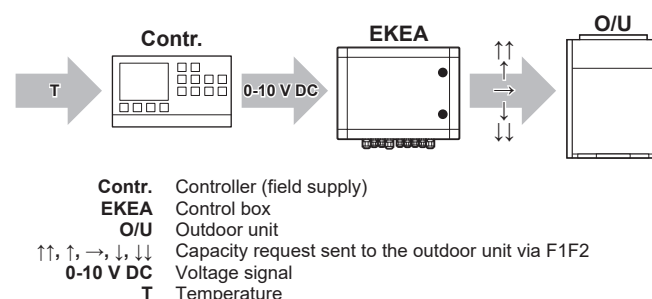 Contr.
EKEA
O/U
T
0-10 V DC
↑↑
↑
→
↓
↓↓
Contr. Controller (field supply)
EKEA Control box
O/U Outdoor unit
↑↑, ↑, →, ↓, ↓↓ Capacity request sent to the outdoor unit via F1F2
0-10 V DC Voltage signal
T Temperature